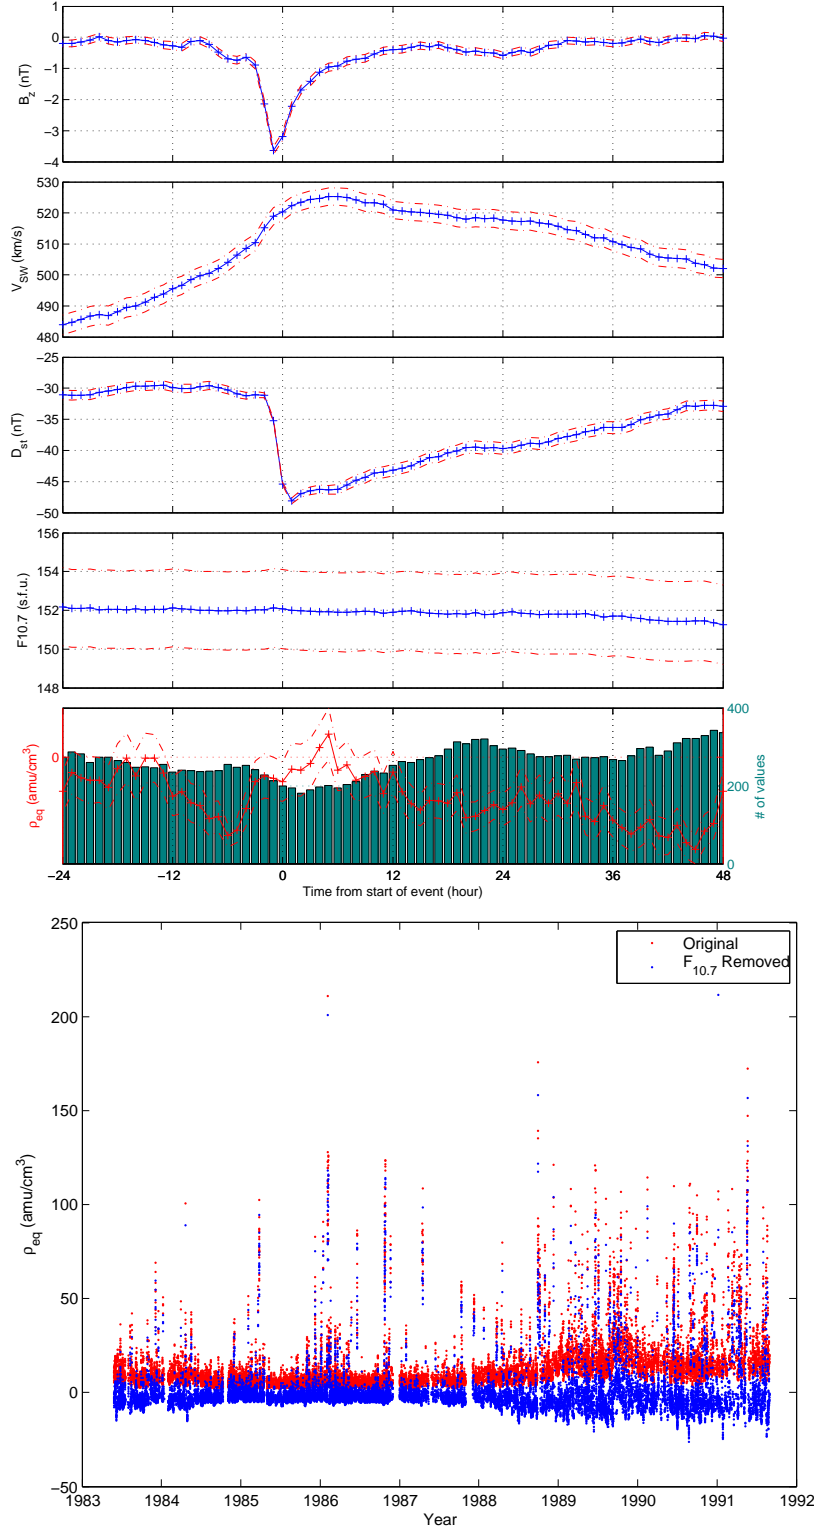 1
0
−1
−2
−3
−4
B_z (nT)
530
520
510
500
490
480
V_SW (km/s)
−25
−30
−35
−40
−45
−50
D_st (nT)
156
154
152
150
148
F10.7 (s.f.u.)
0
ρ_eq (amu/cm^3)
400
200
0
# of values
−24 −12 0 12 24 36 48
Time from start of event (hour)
250
200
150
100
50
0
−50
ρ_eq (amu/cm^3)
Original
F_10.7 Removed
1983 1984 1985 1986 1987 1988 1989 1990 1991 1992
Year